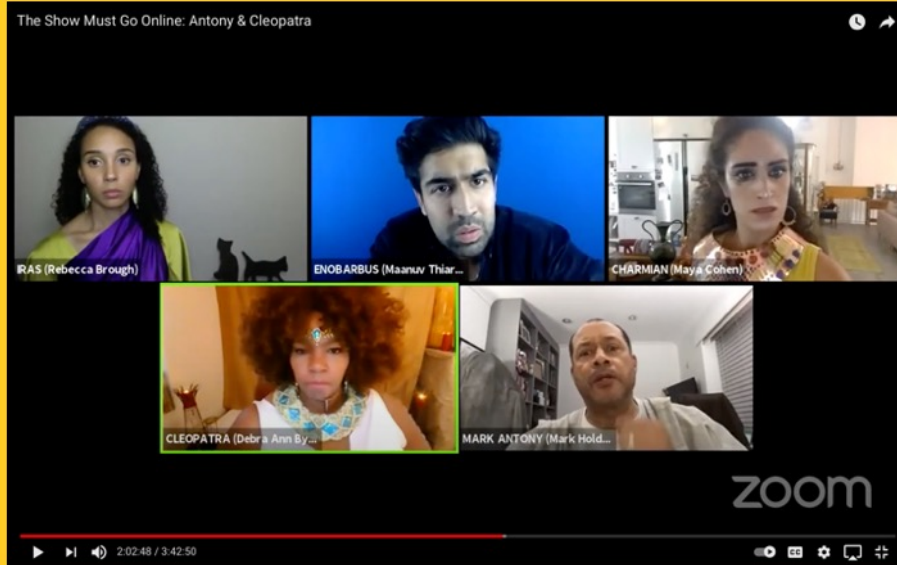 The Show Must Go Online: Antony & Cleopatra
IRAS (Rebecca Brough)
ENOBARBUS (Maanuv Thiar...
CHARMIAN (Maya Cohen)
CLEOPATRA (Debra Ann By...
MARK ANTONY (Mark Hold...
zoom
2:02:48 / 3:42:50
CC